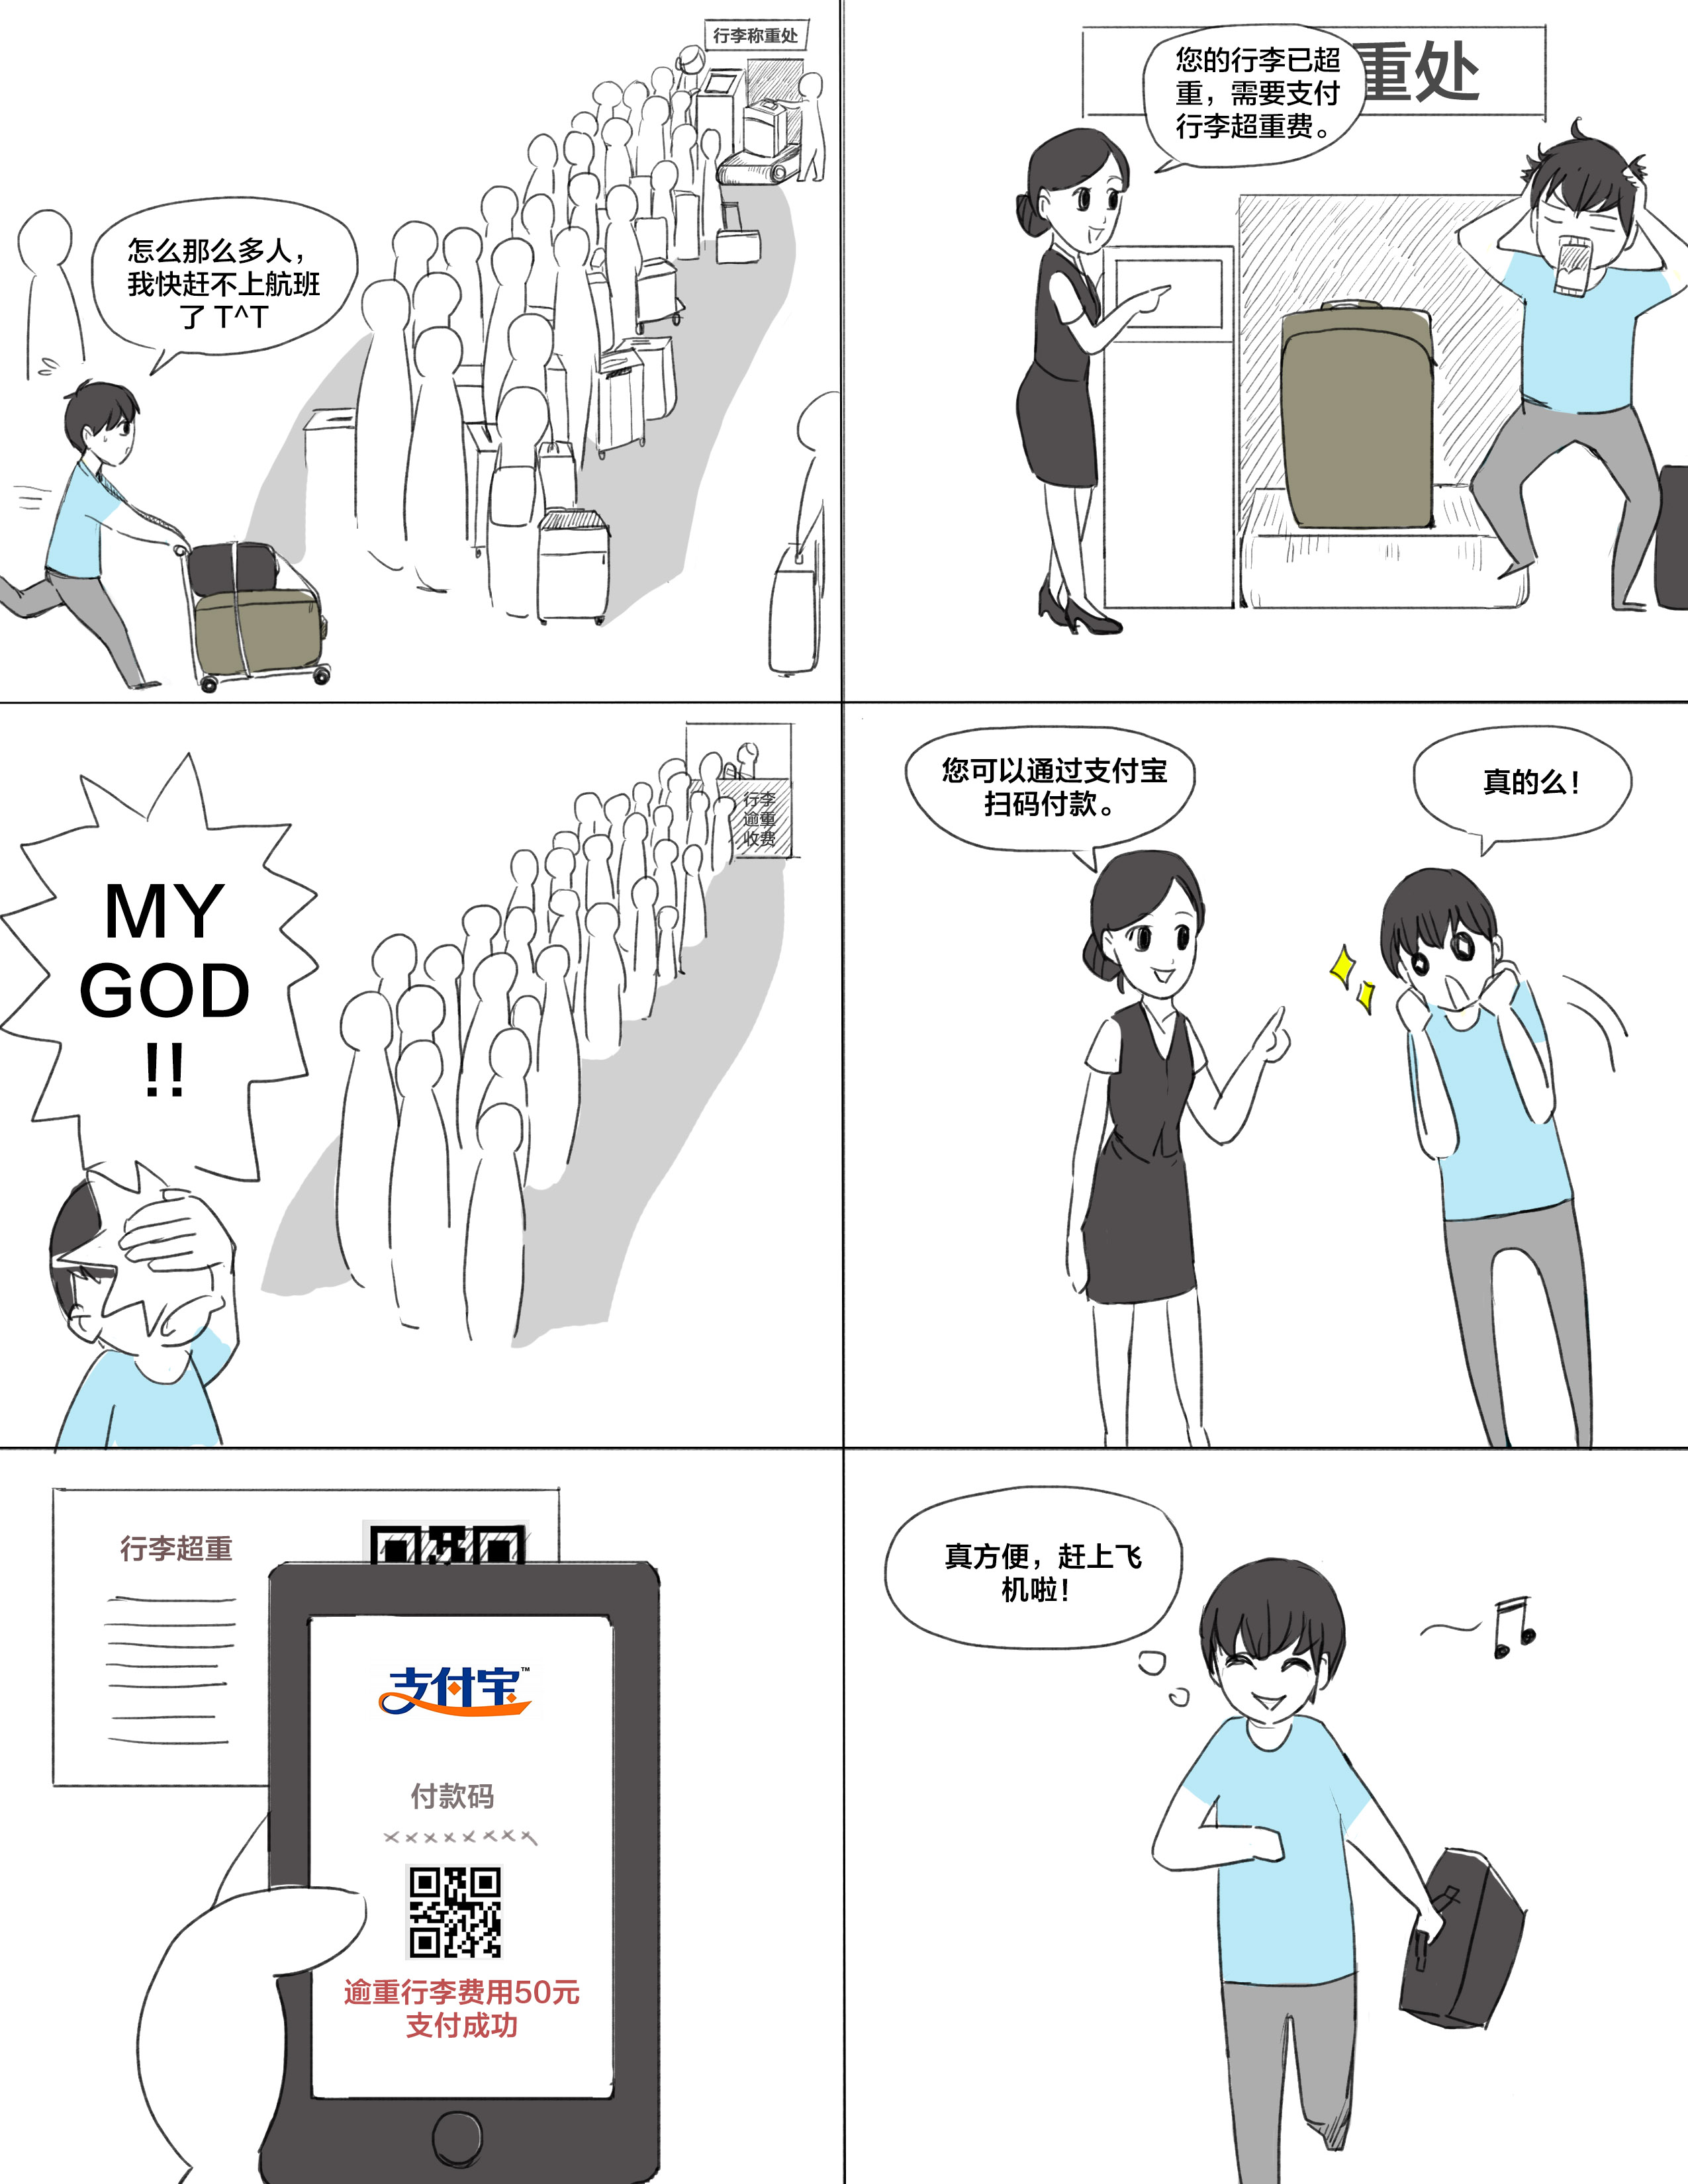 行李称重处
怎么那么多人，
我快赶不上航班
了 T^T
重处
您的行李已超
重，需要支付
行李超重费。
MY
GOD
!!
行李
逾重
收费
您可以通过支付宝
扫码付款。
真的么！
行李超重
支付宝™
付款码
××××××××
逾重行李费用50元
支付成功
真方便，赶上飞
机啦！